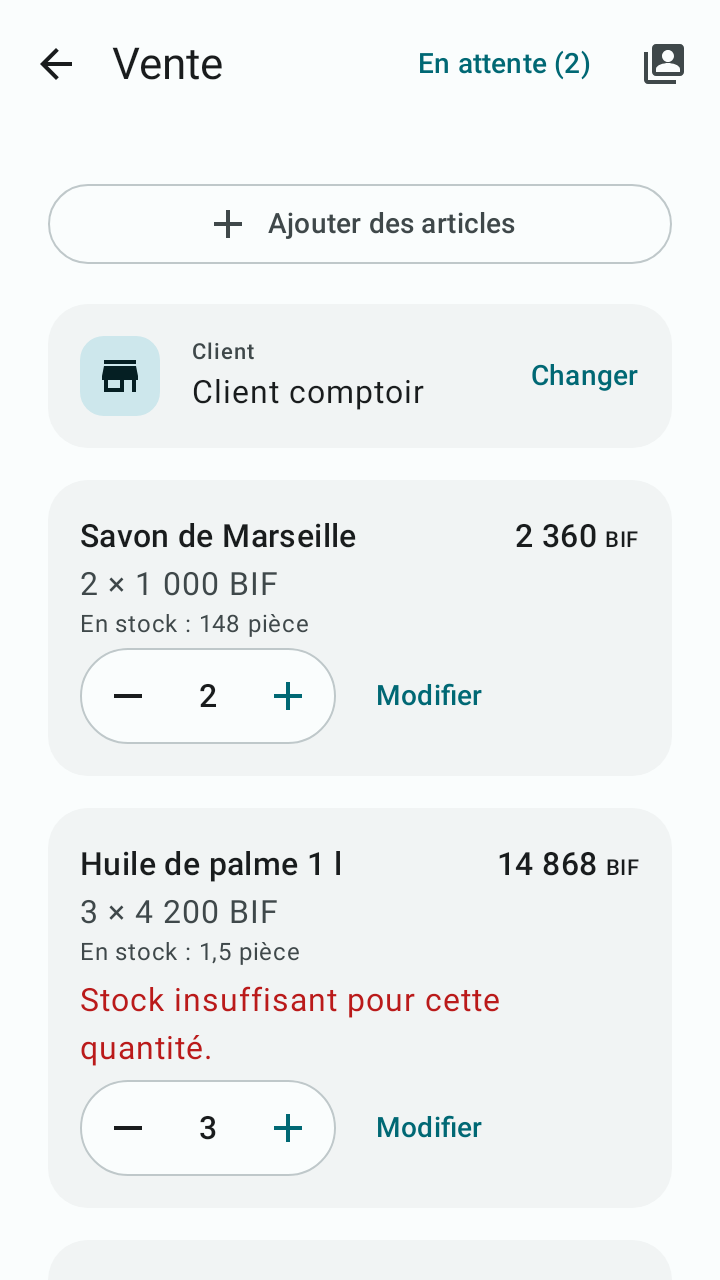 Vente
En attente (2)
Ajouter des articles
Client
Client comptoir
Changer
Savon de Marseille
2 360 BIF
2 × 1 000 BIF
En stock : 148 pièce
2
Modifier
Huile de palme 1 l
14 868 BIF
3 × 4 200 BIF
En stock : 1,5 pièce
Stock insuffisant pour cette
quantité.
3
Modifier